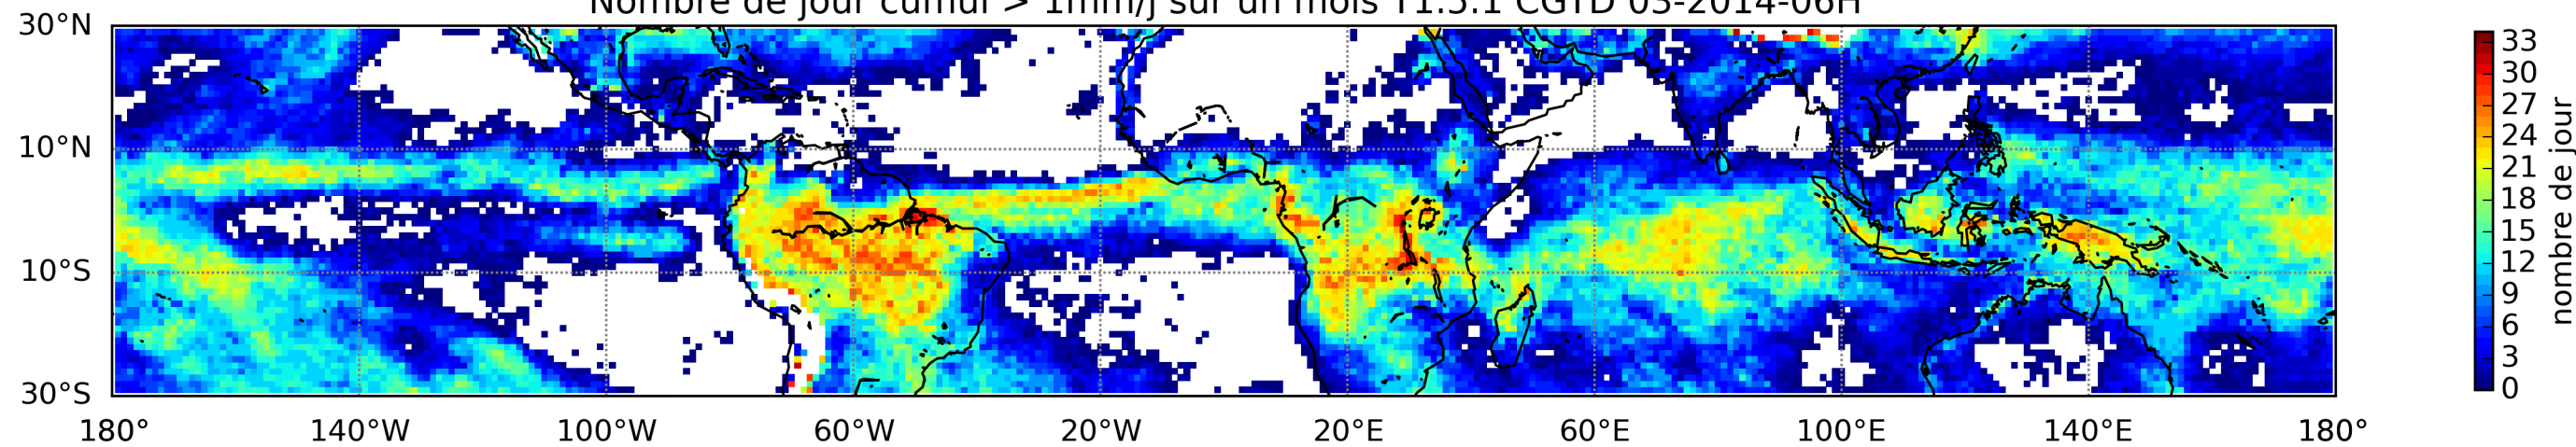 Nombre de jour cumul > 1mm/j sur un mois T1.5.1 CGTD 03-2014-06H
30°N
10°N
10°S
30°S
180° 140°W 100°W 60°W 20°W 20°E 60°E 100°E 140°E 180°
33
30
27
24
21
18
15
12
9
6
3
0
nombre de jour